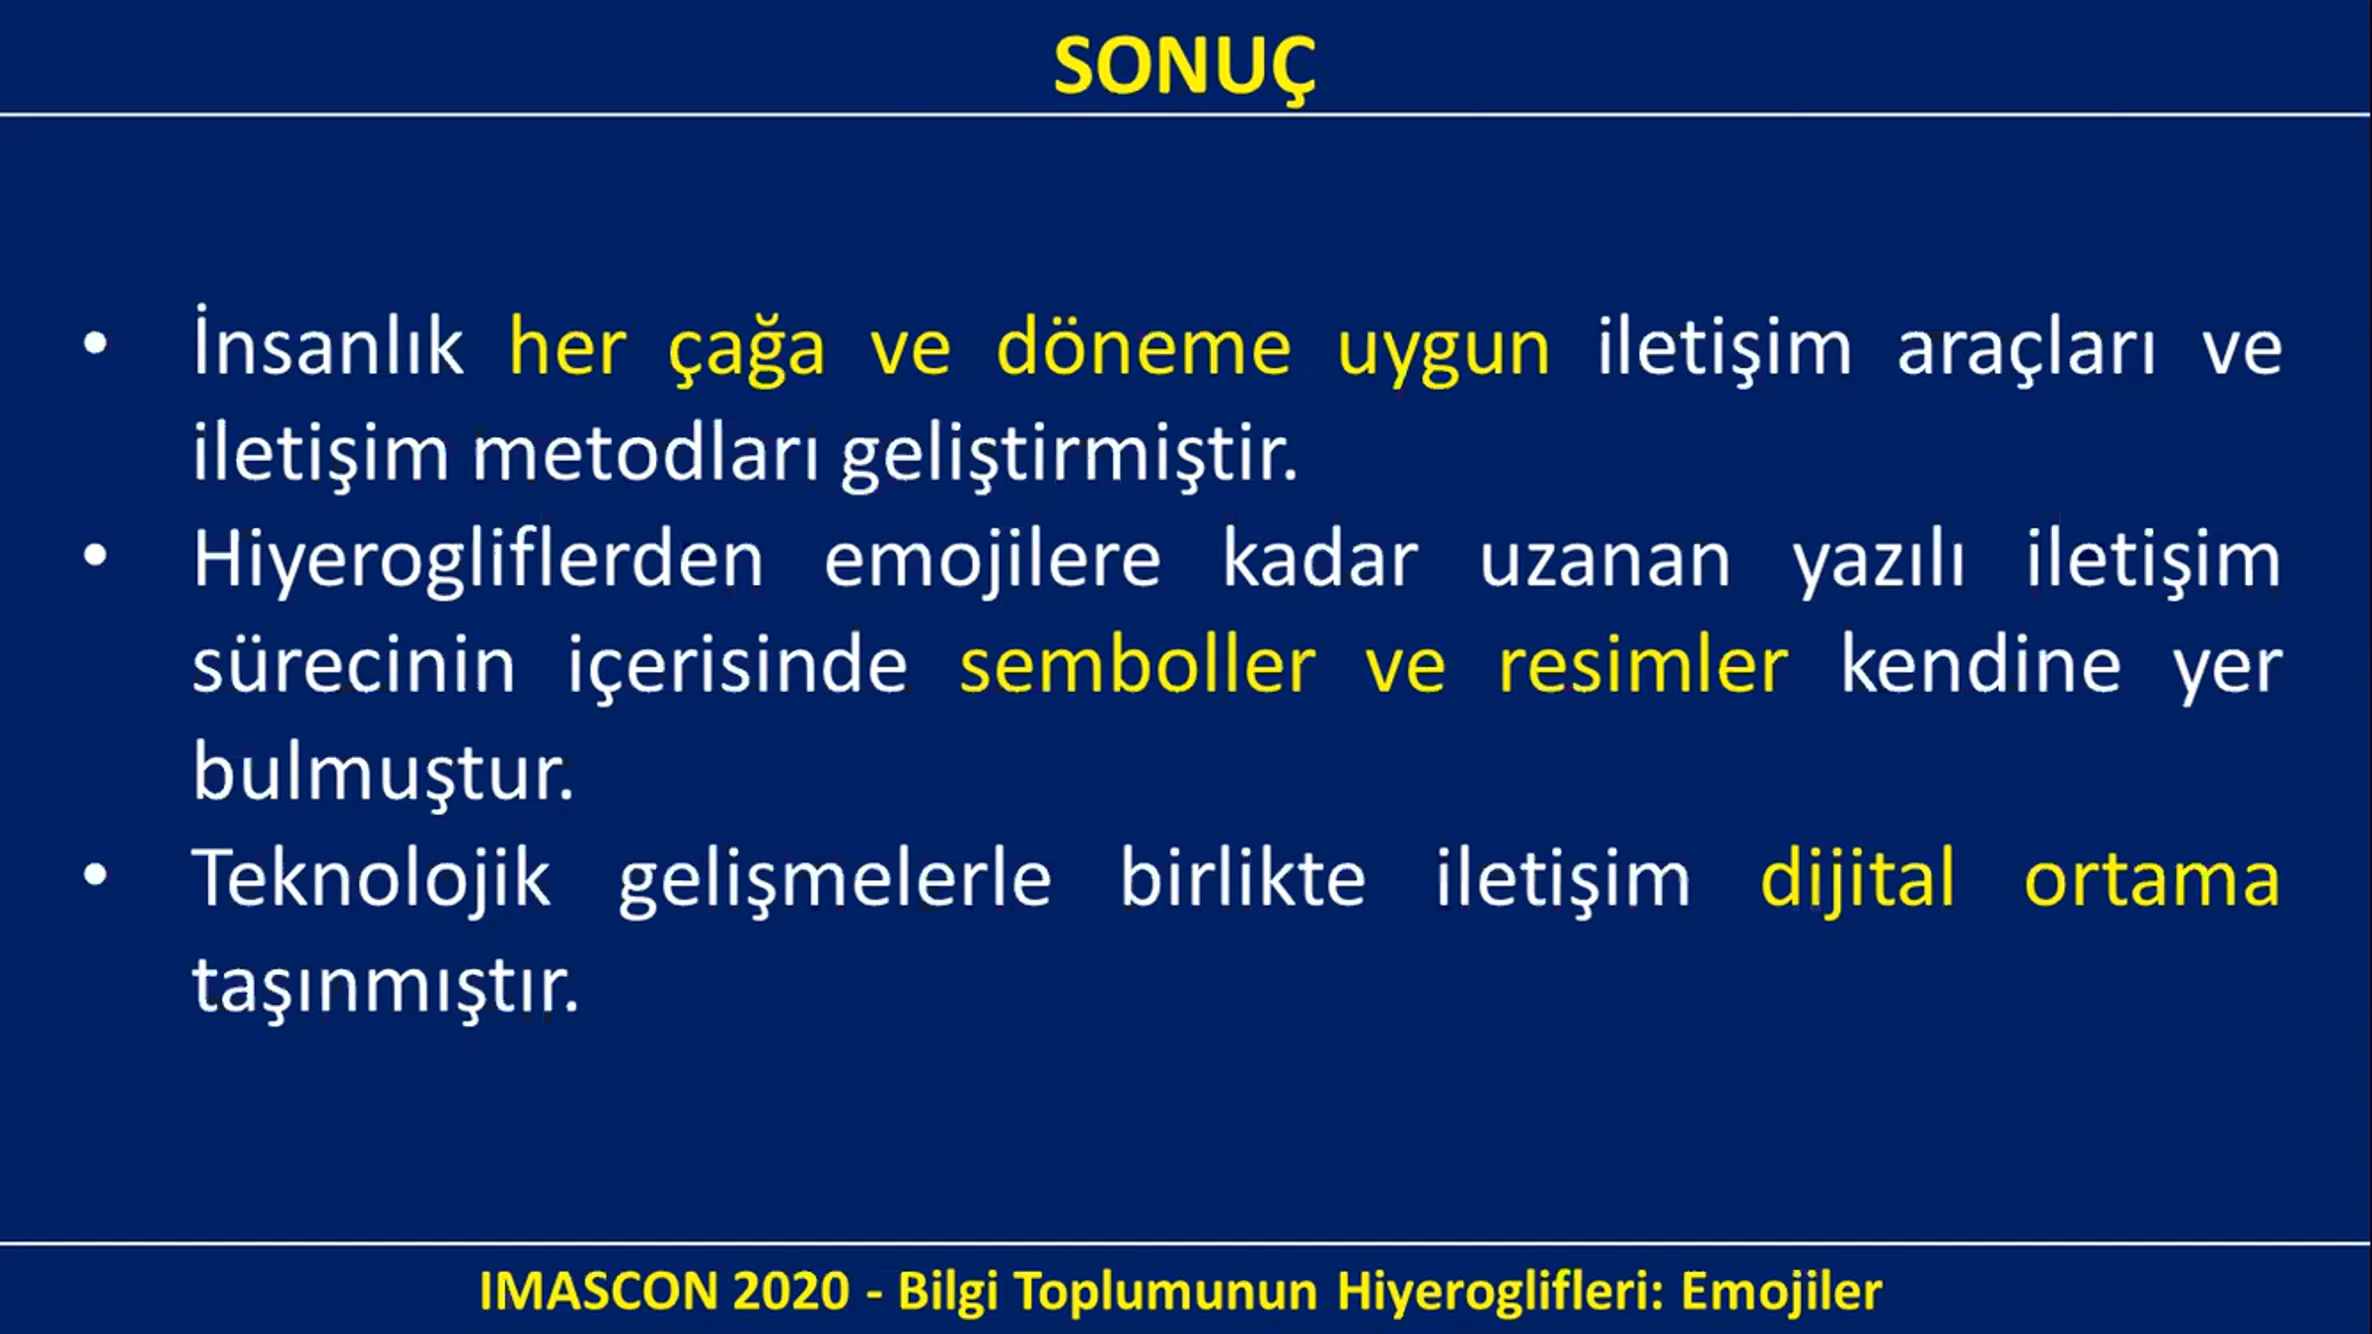 SONUÇ
• İnsanlık her çağa ve döneme uygun iletişim araçları ve
iletişim metodları geliştirmiştir.
• Hiyerogliflerden emojilere kadar uzanan yazılı iletişim
sürecinin içerisinde semboller ve resimler kendine yer
bulmuştur.
• Teknolojik gelişmelerle birlikte iletişim dijital ortama
taşınmıştır.
IMASCON 2020 - Bilgi Toplumunun Hiyeroglifleri: Emojiler